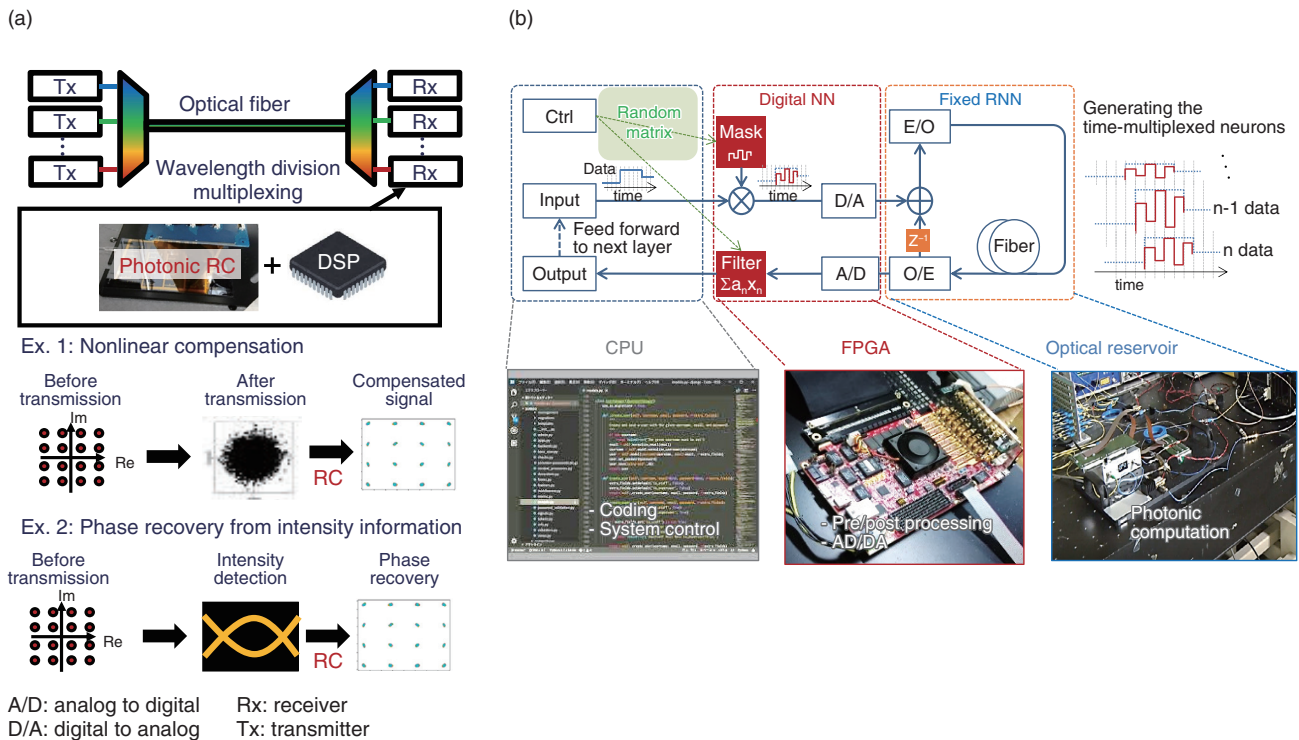 (a)
Tx
Tx
Tx
Optical fiber
Wavelength division
multiplexing
Rx
Rx
Rx
Photonic RC
+
DSP
Ex. 1: Nonlinear compensation
Before
transmission
Im
Re
After
transmission
RC
Compensated
signal
Ex. 2: Phase recovery from intensity information
Before
transmission
Im
Re
Intensity
detection
RC
Phase
recovery
A/D: analog to digital
D/A: digital to analog
Rx: receiver
Tx: transmitter
(b)
Ctrl
Random
matrix
Data
time
Input
Feed forward
to next layer
Output
Digital NN
Mask
time
D/A
Filter
Σaₙxₙ
A/D
Fixed RNN
E/O
Z⁻¹
Fiber
O/E
Generating the
time-multiplexed neurons
n-1 data
n data
time
CPU
- Coding
- System control
FPGA
- Pre/post processing
AD/DA
Optical reservoir
Photonic
computation